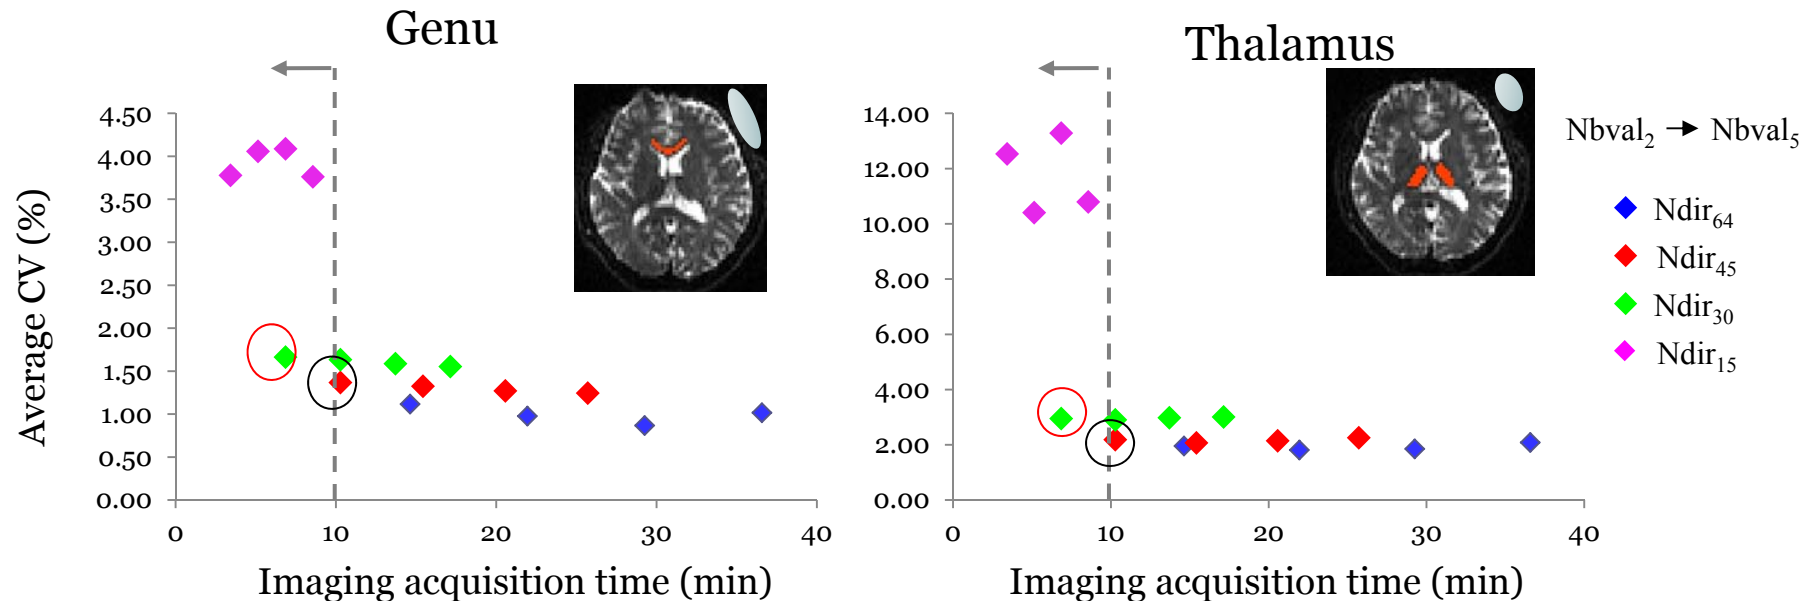 Genu
Thalamus
4.50
4.00
3.50
3.00
2.50
2.00
1.50
1.00
0.50
0.00
0
10
20
30
40
Average CV (%)
Imaging acquisition time (min)
14.00
12.00
10.00
8.00
6.00
4.00
2.00
0.00
0
10
20
30
40
Imaging acquisition time (min)
Nbval₂ → Nbval₅
Ndir₆₄
Ndir₄₅
Ndir₃₀
Ndir₁₅